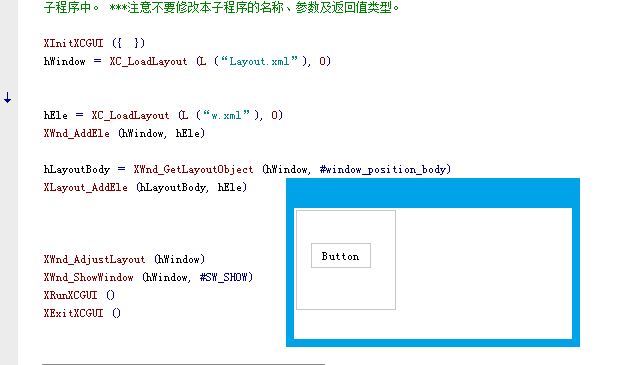 子程序中。 ***注意不要修改本子程序的名称、参数及返回值类型。
XInitXCGUI ({  })
hWindow ＝ XC_LoadLayout (L (“Layout.xml”), 0)
hEle ＝ XC_LoadLayout (L (“w.xml”), 0)
XWnd_AddEle (hWindow, hEle)
hLayoutBody ＝ XWnd_GetLayoutObject (hWindow, #window_position_body)
XLayout_AddEle (hLayoutBody, hEle)
Button
XWnd_AdjustLayout (hWindow)
XWnd_ShowWindow (hWindow, #SW_SHOW)
XRunXCGUI ()
XExitXCGUI ()